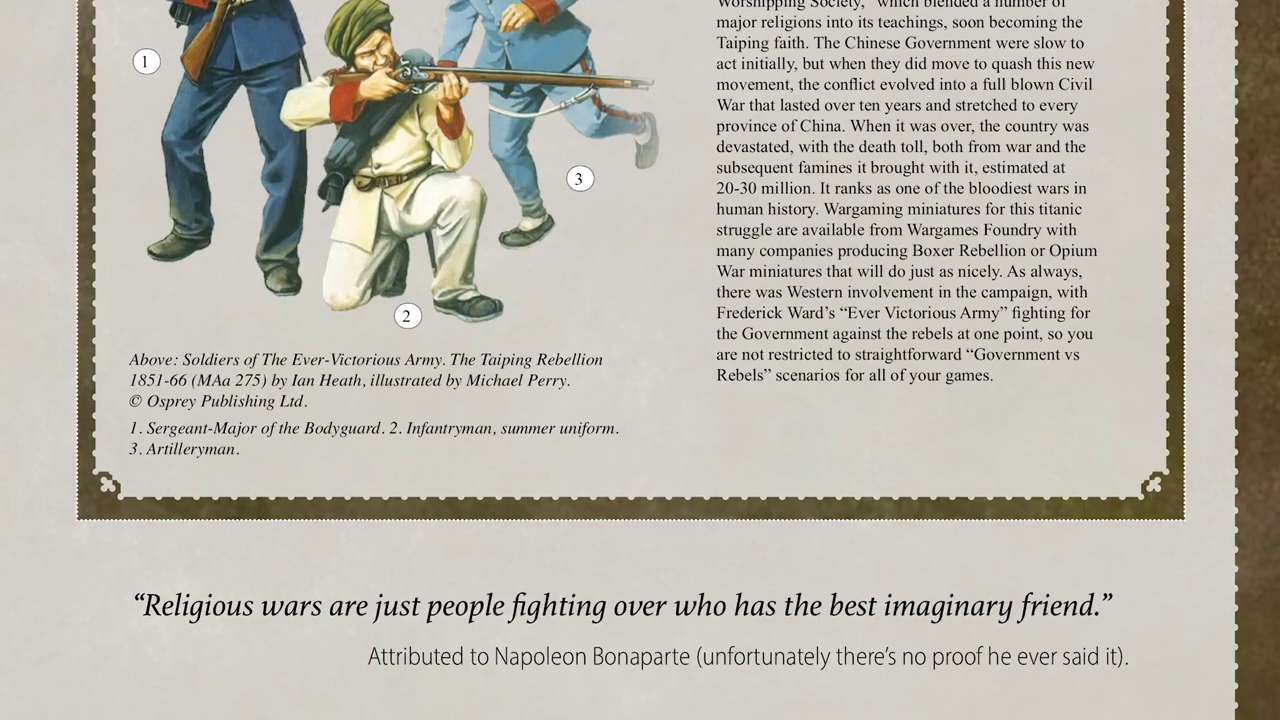 1
2
3
Above: Soldiers of The Ever-Victorious Army. The Taiping Rebellion
1851-66 (MAa 275) by Ian Heath, illustrated by Michael Perry.
© Osprey Publishing Ltd.
1. Sergeant-Major of the Bodyguard. 2. Infantryman, summer uniform.
3. Artilleryman.
Worshipping Society,” which blended a number of
major religions into its teachings, soon becoming the
Taiping faith. The Chinese Government were slow to
act initially, but when they did move to quash this new
movement, the conflict evolved into a full blown Civil
War that lasted over ten years and stretched to every
province of China. When it was over, the country was
devastated, with the death toll, both from war and the
subsequent famines it brought with it, estimated at
20-30 million. It ranks as one of the bloodiest wars in
human history. Wargaming miniatures for this titanic
struggle are available from Wargames Foundry with
many companies producing Boxer Rebellion or Opium
War miniatures that will do just as nicely. As always,
there was Western involvement in the campaign, with
Frederick Ward’s “Ever Victorious Army” fighting for
the Government against the rebels at one point, so you
are not restricted to straightforward “Government vs
Rebels” scenarios for all of your games.
“Religious wars are just people fighting over who has the best imaginary friend.”
Attributed to Napoleon Bonaparte (unfortunately there’s no proof he ever said it).